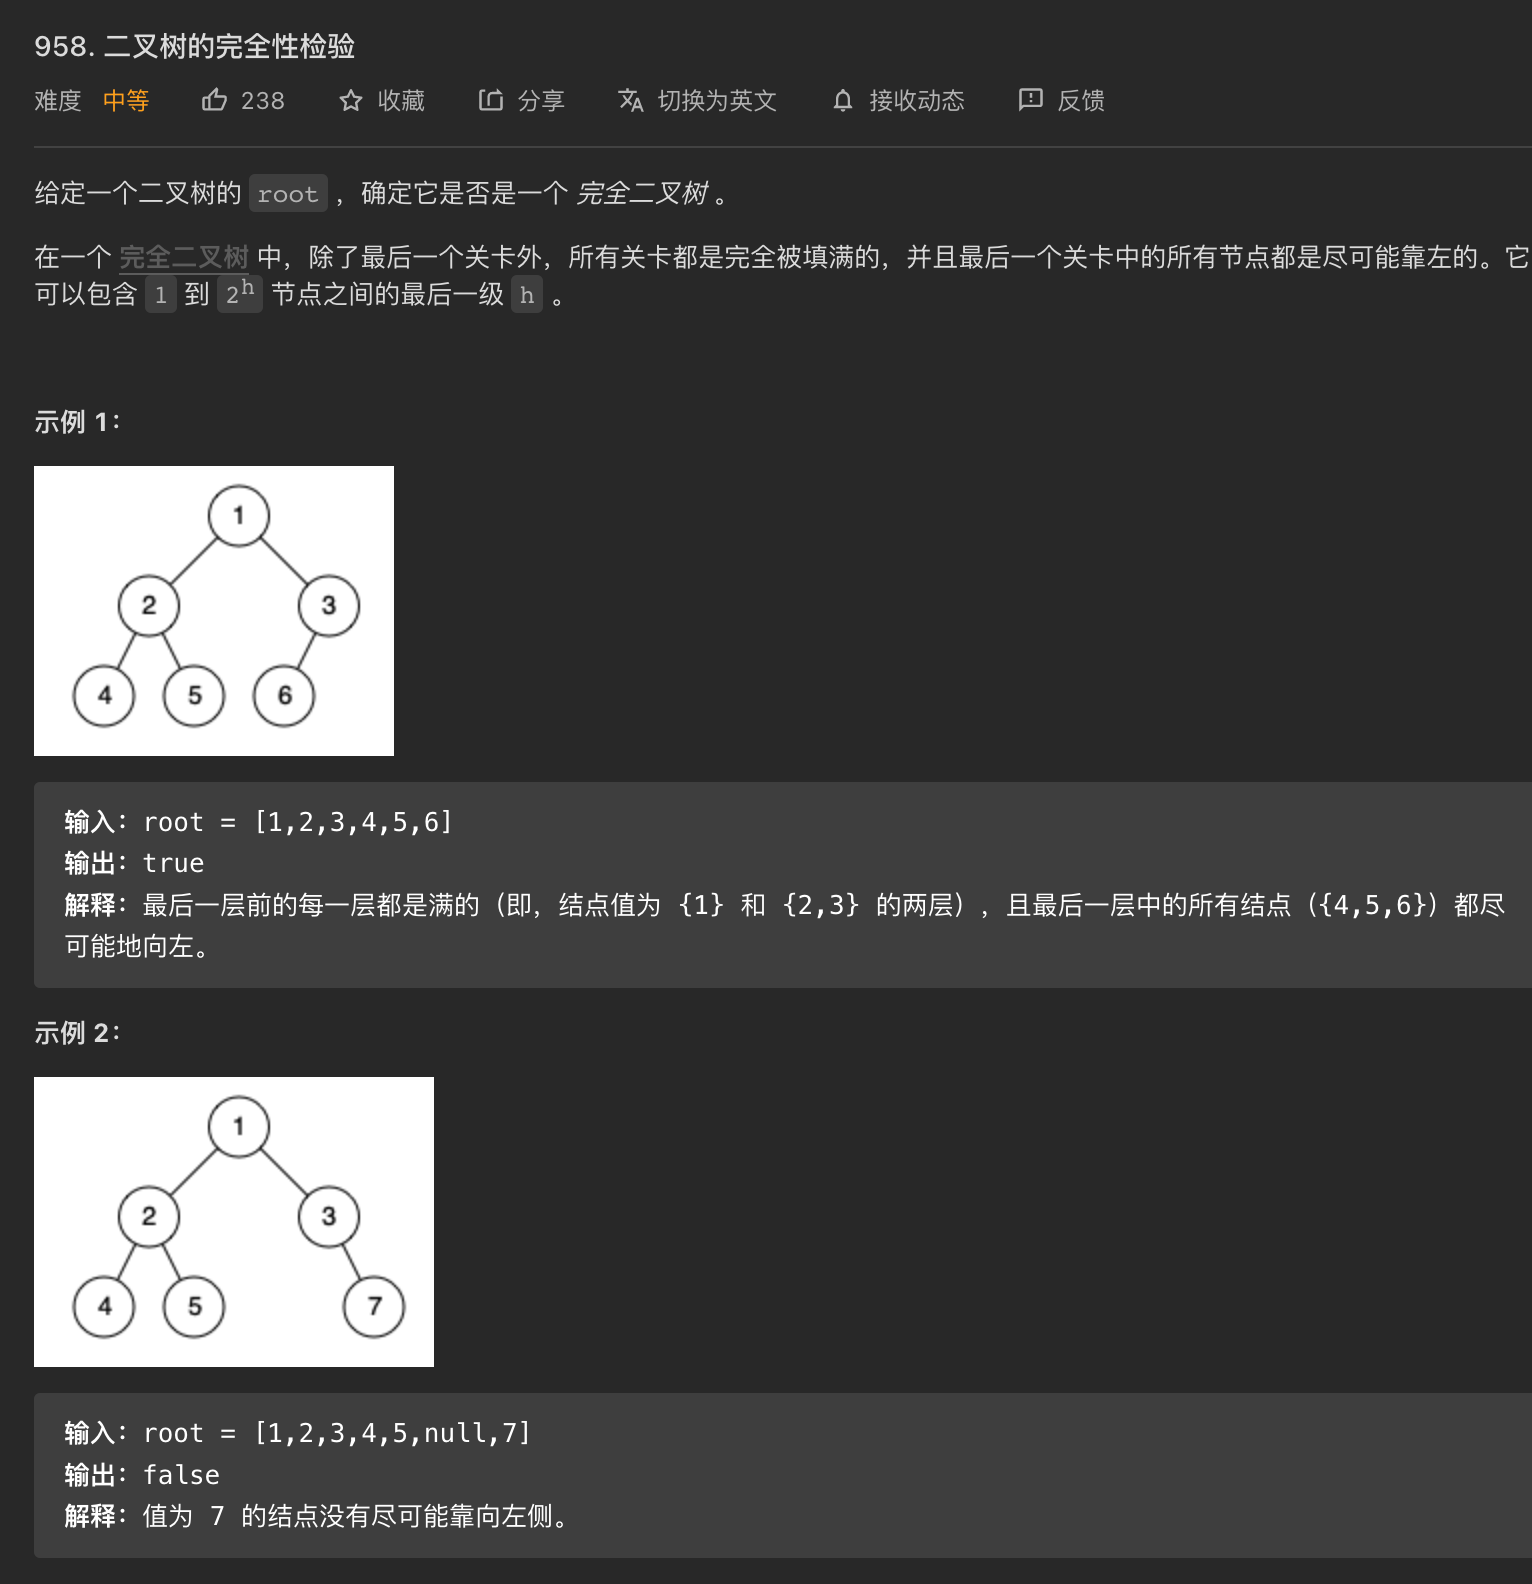 958. 二叉树的完全性检验
难度 中等 238 收藏 分享 切换为英文 接收动态 反馈
给定一个二叉树的 root ，确定它是否是一个 完全二叉树 。
在一个 完全二叉树 中，除了最后一个关卡外，所有关卡都是完全被填满的，并且最后一个关卡中的所有节点都是尽可能靠左的。它
可以包含 1 到 2^h 节点之间的最后一级 h 。
示例 1：
1
2 3
4 5 6
输入：root = [1,2,3,4,5,6]
输出：true
解释：最后一层前的每一层都是满的（即，结点值为 {1} 和 {2,3} 的两层），且最后一层中的所有结点（{4,5,6}）都尽
可能地向左。
示例 2：
1
2 3
4 5 7
输入：root = [1,2,3,4,5,null,7]
输出：false
解释：值为 7 的结点没有尽可能靠向左侧。